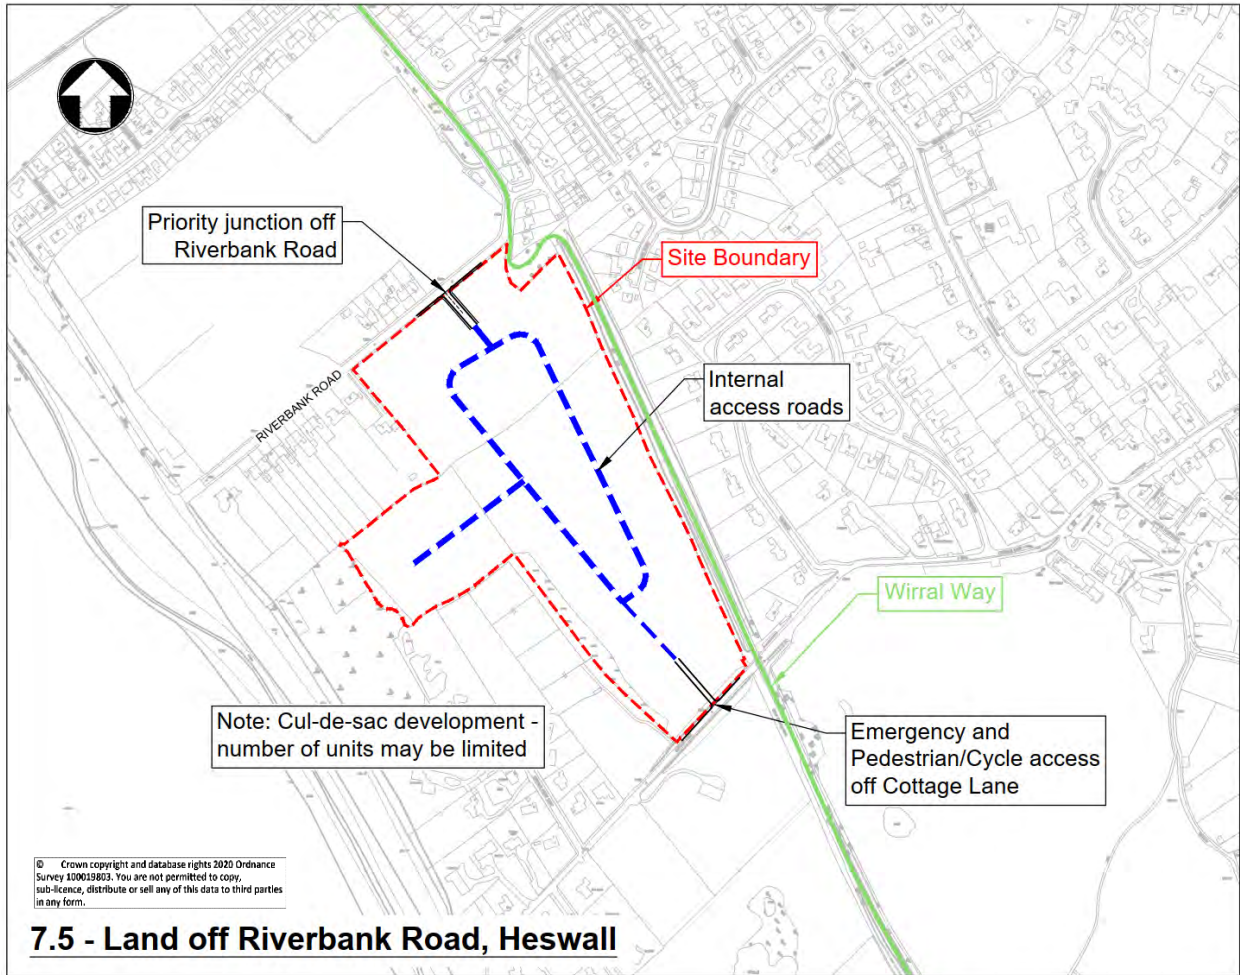 Priority junction off
Riverbank Road
Site Boundary
Internal
access roads
RIVERBANK ROAD
Wirral Way
Note: Cul-de-sac development -
number of units may be limited
Emergency and
Pedestrian/Cycle access
off Cottage Lane
© Crown copyright and database rights 2020 Ordnance
Survey 100019803. You are not permitted to copy,
sub-licence, distribute or sell any of this data to third parties
in any form.
7.5 - Land off Riverbank Road, Heswall